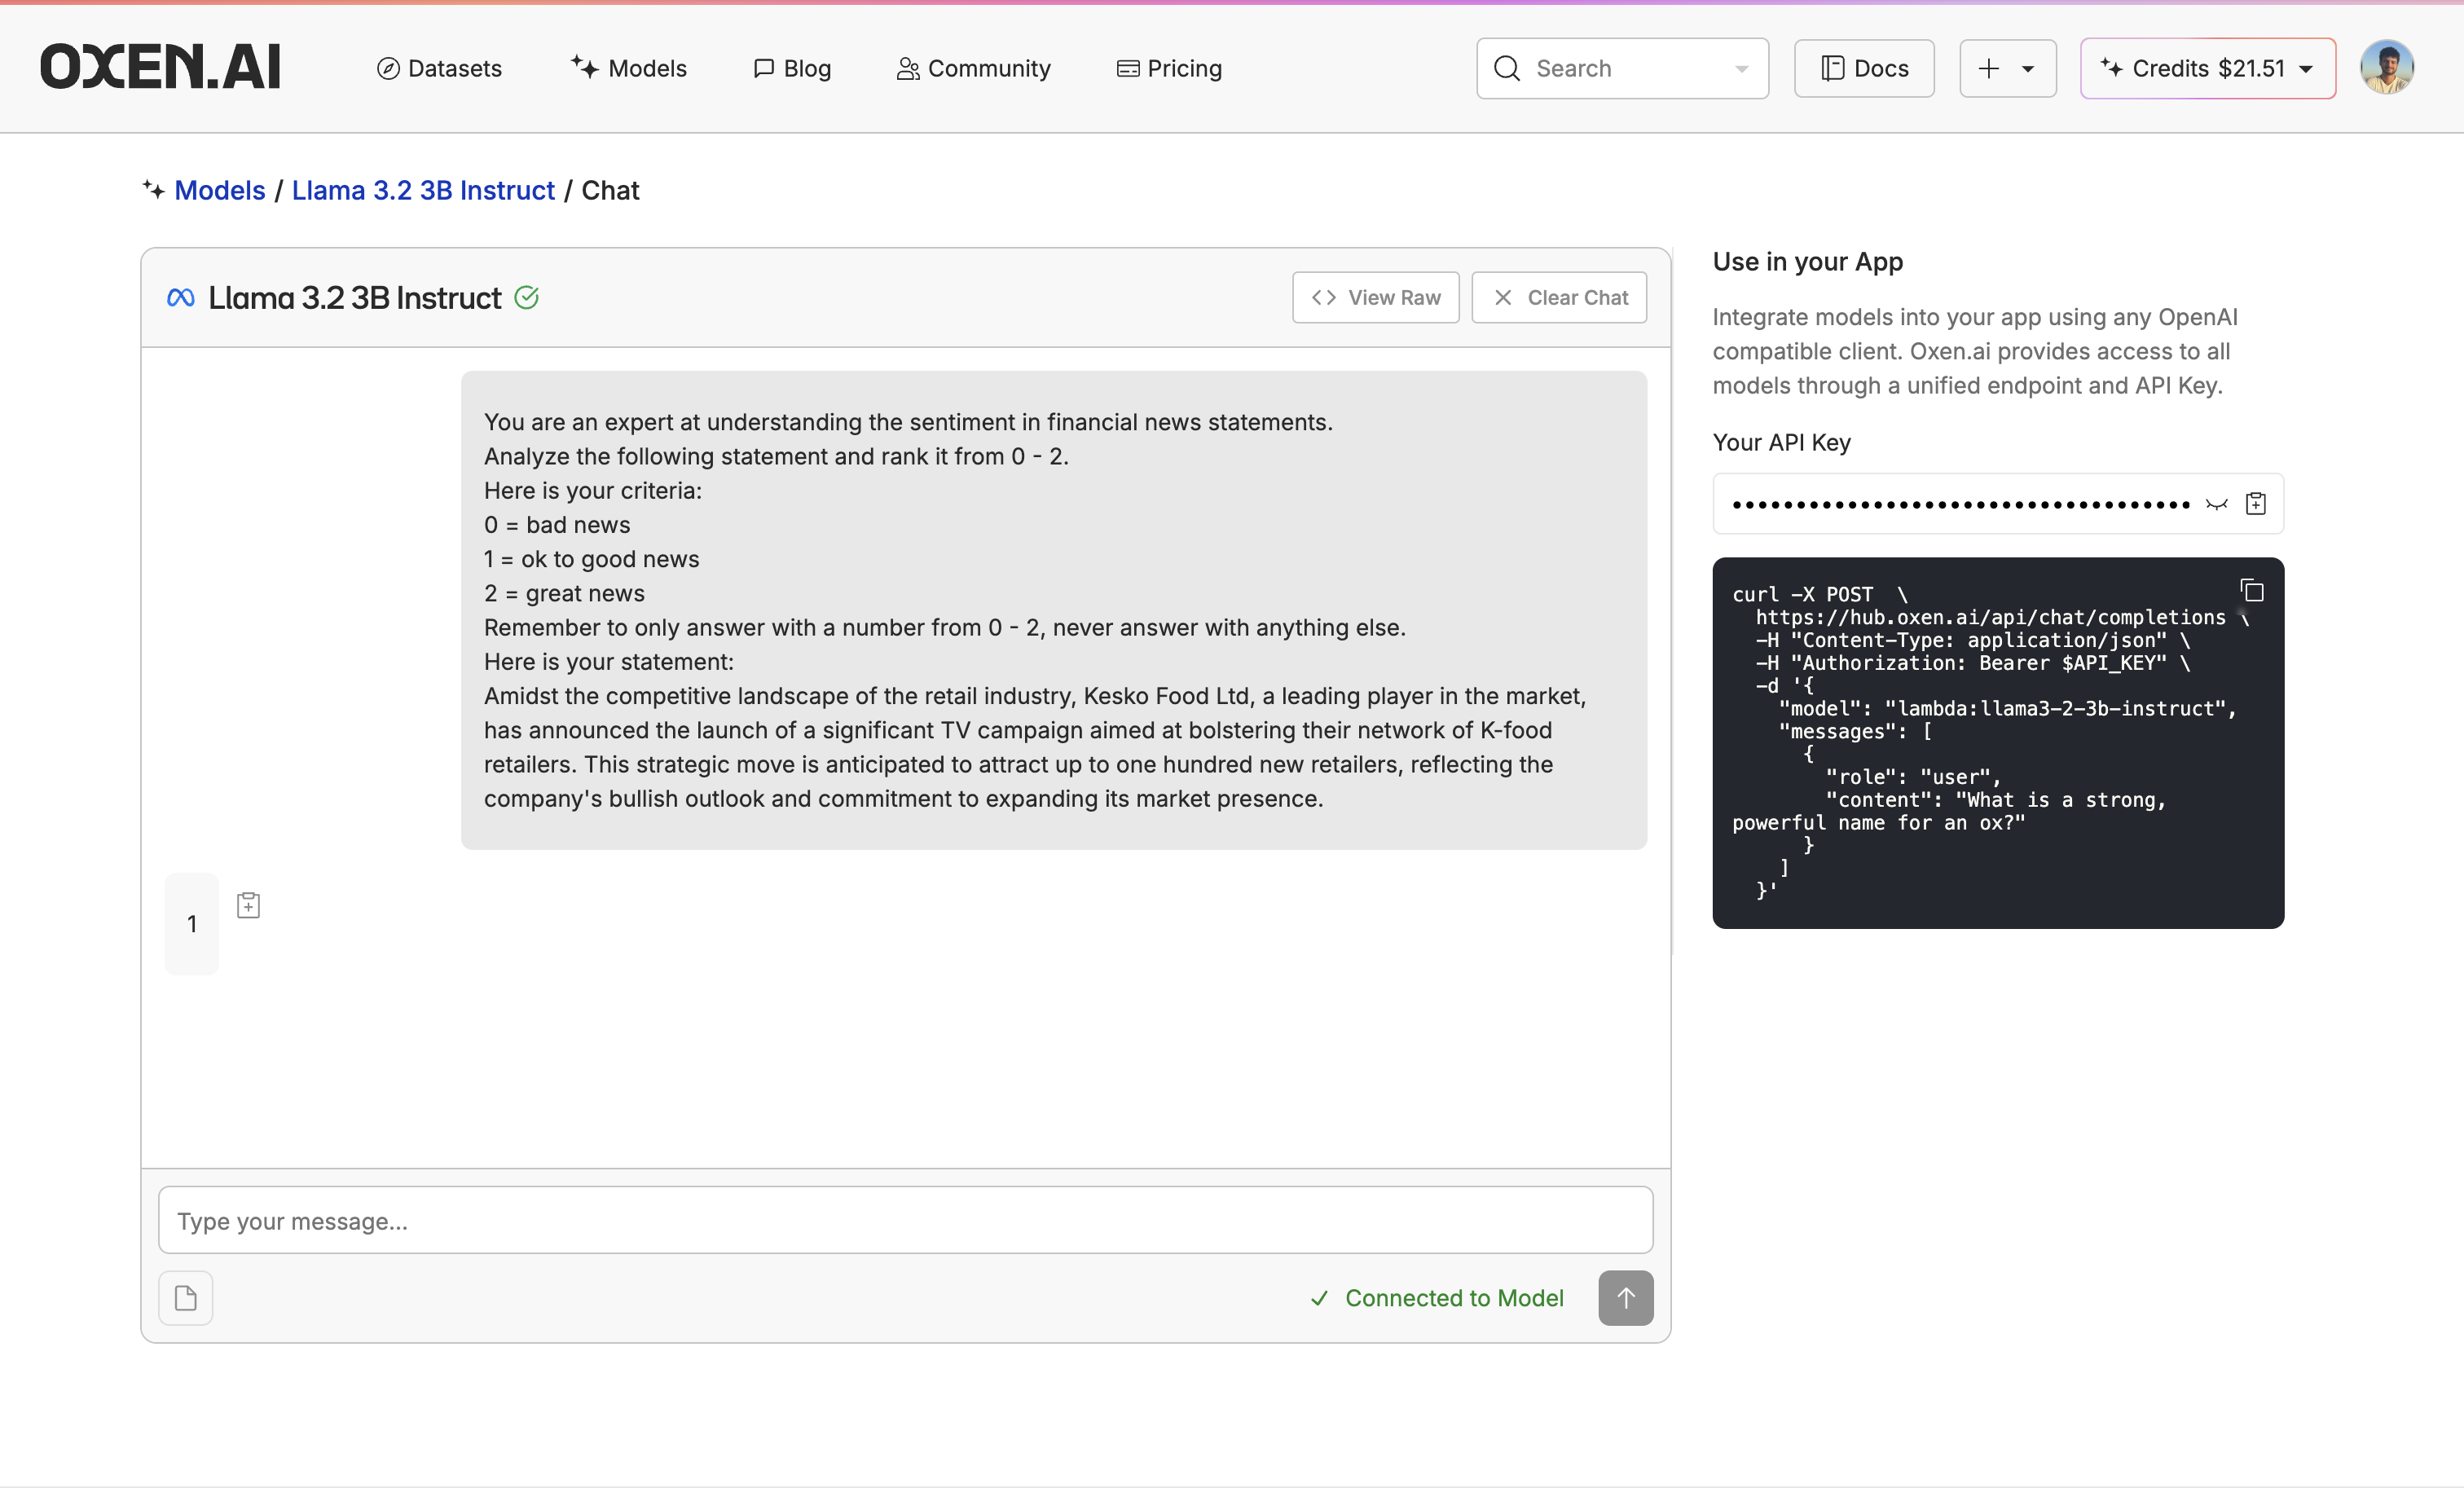 OXEN.AI
Datasets
Models
Blog
Community
Pricing
Search
Docs
Credits $21.51
Models / Llama 3.2 3B Instruct / Chat
Llama 3.2 3B Instruct
View Raw
Clear Chat
You are an expert at understanding the sentiment in financial news statements.
Analyze the following statement and rank it from 0 - 2.
Here is your criteria:
0 = bad news
1 = ok to good news
2 = great news
Remember to only answer with a number from 0 - 2, never answer with anything else.
Here is your statement:
Amidst the competitive landscape of the retail industry, Kesko Food Ltd, a leading player in the market,
has announced the launch of a significant TV campaign aimed at bolstering their network of K-food
retailers. This strategic move is anticipated to attract up to one hundred new retailers, reflecting the
company's bullish outlook and commitment to expanding its market presence.
1
Type your message...
Connected to Model
Use in your App
Integrate models into your app using any OpenAI
compatible client. Oxen.ai provides access to all
models through a unified endpoint and API Key.
Your API Key
••••••••••••••••••••••••••••••••••••
curl -X POST  \
  https://hub.oxen.ai/api/chat/completions \
  -H "Content-Type: application/json" \
  -H "Authorization: Bearer $API_KEY" \
  -d '{
    "model": "lambda:llama3-2-3b-instruct",
    "messages": [
      {
        "role": "user",
        "content": "What is a strong,
powerful name for an ox?"
      }
    ]
  }'